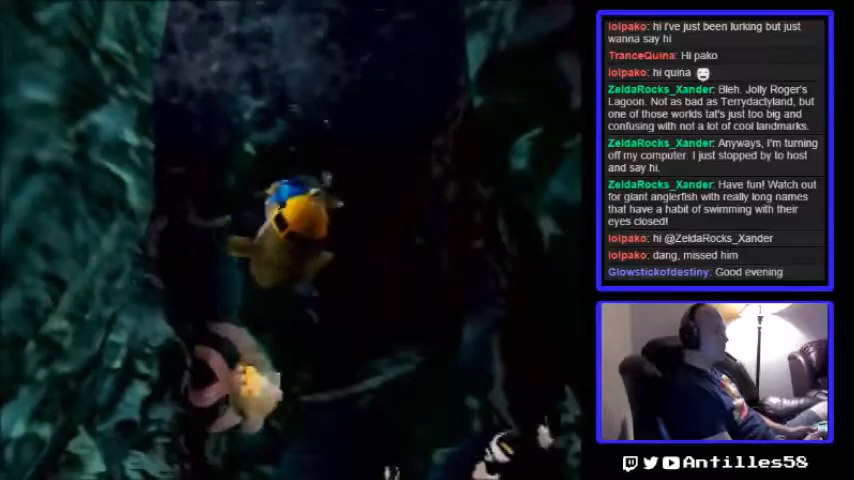 lolpako: hi i've just been lurking but just
wanna say hi
TranceQuina: Hi pako
lolpako: hi quina
ZeldaRocks_Xander: Bleh. Jolly Roger's
Lagoon. Not as bad as Terrydactyland, but
one of those worlds tat's just too big and
confusing with not a lot of cool landmarks.
ZeldaRocks_Xander: Anyways, I'm turning
off my computer. I just stopped by to host
and say hi.
ZeldaRocks_Xander: Have fun! Watch out
for giant anglerfish with really long names
that have a habit of swimming with their
eyes closed!
lolpako: hi @ZeldaRocks_Xander
lolpako: dang, missed him
Glowstickofdestiny: Good evening
Antilles58